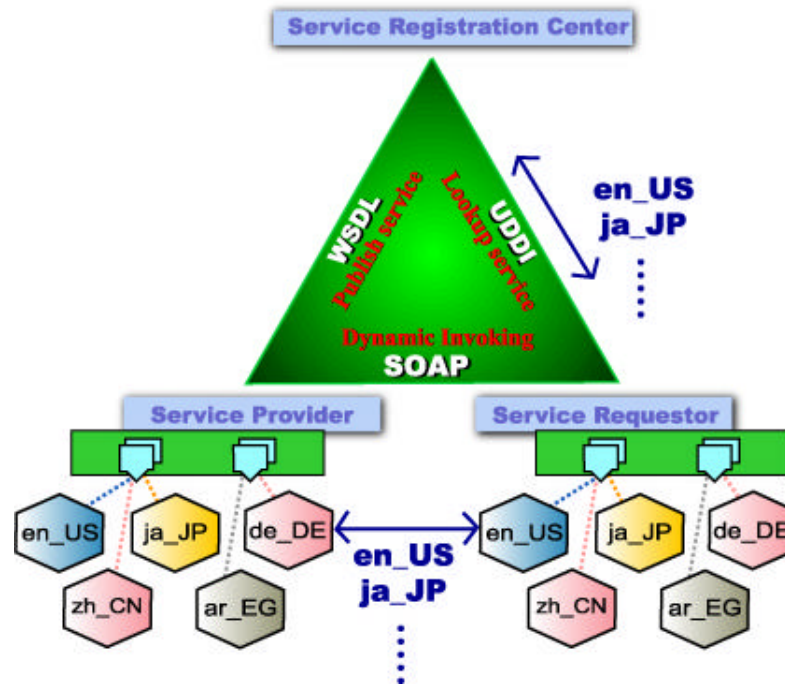 Service Registration Center
WSDL
Publish service
UDDI
Lookup service
en_US
ja_JP
Dynamic Invoking
SOAP
Service Provider
Service Requestor
en_US
ja_JP
de_DE
zh_CN
ar_EG
en_US
ja_JP
en_US
ja_JP
de_DE
zh_CN
ar_EG